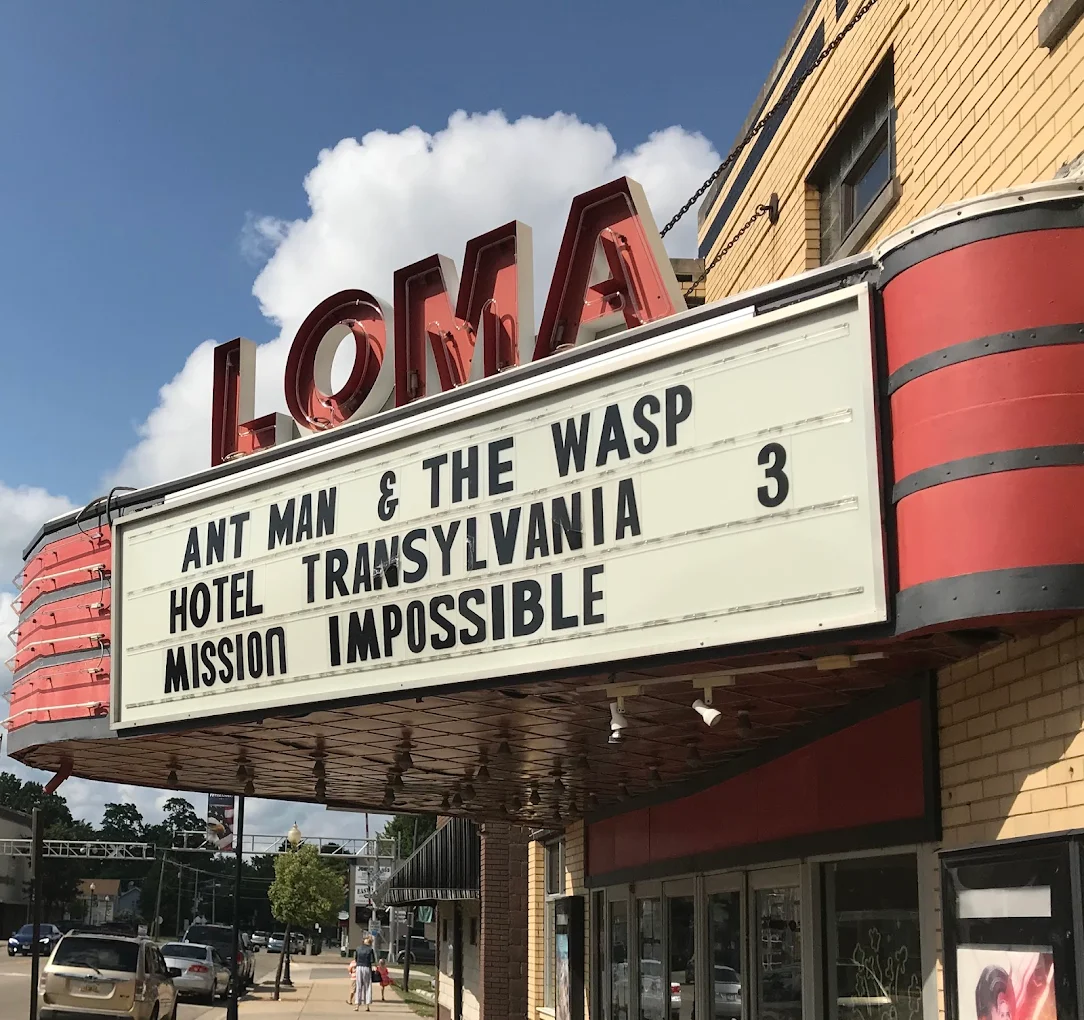 LOMA
ANT MAN & THE WASP
HOTEL TRANSYLVANIA 3
MISSION IMPOSSIBLE